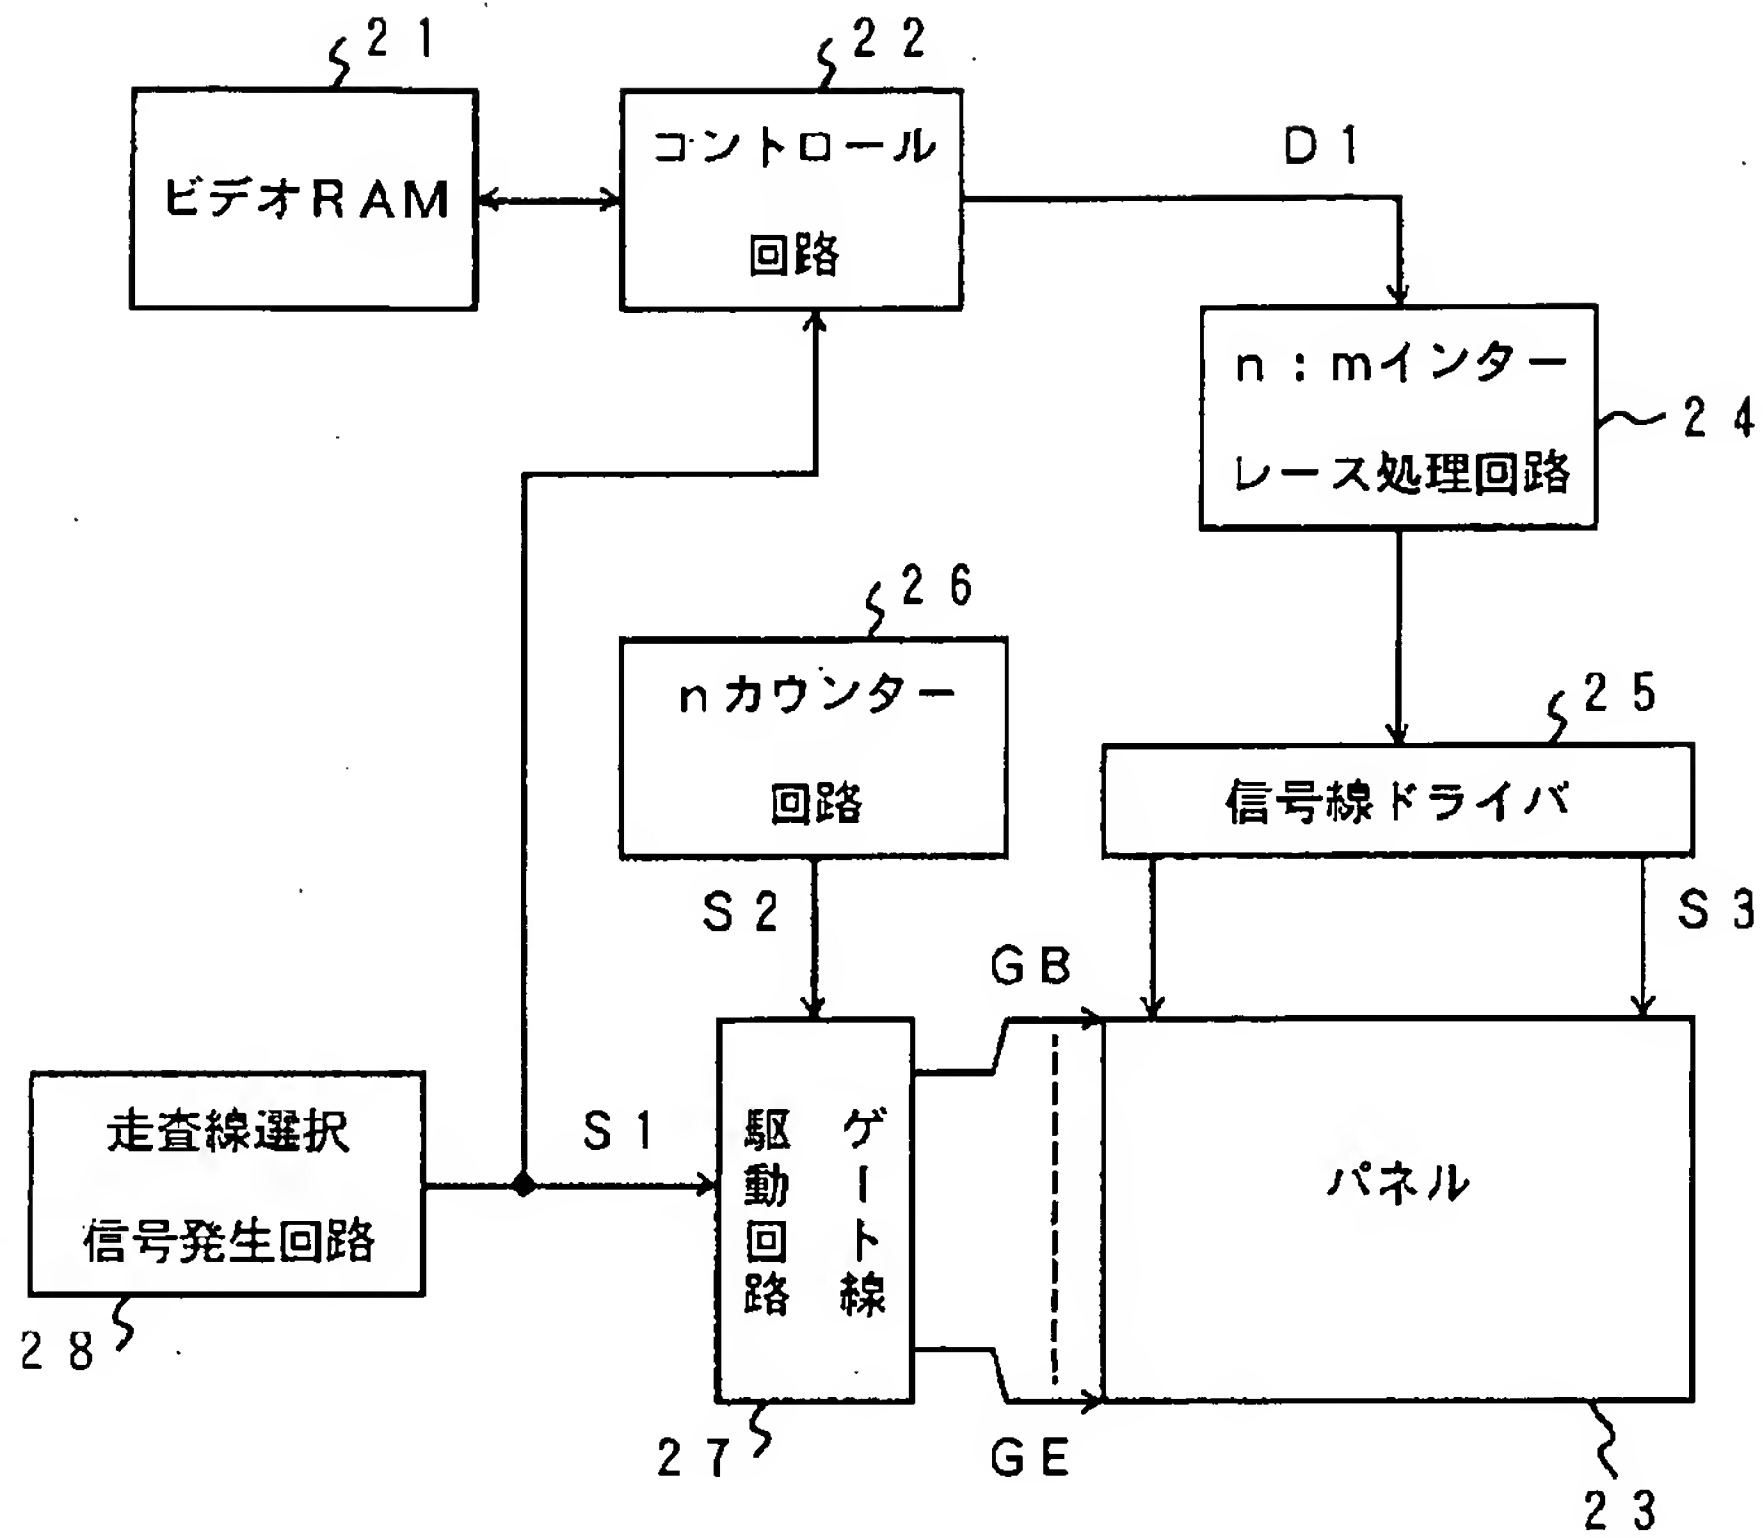 21
22
ビデオRAM
コントロール
回路
D1
n:mインター
レース処理回路
24
26
nカウンター
回路
25
信号線ドライバ
S2
S3
GB
走査線選択
信号発生回路
S1
ゲート線
駆動回路
パネル
28
27
GE
23